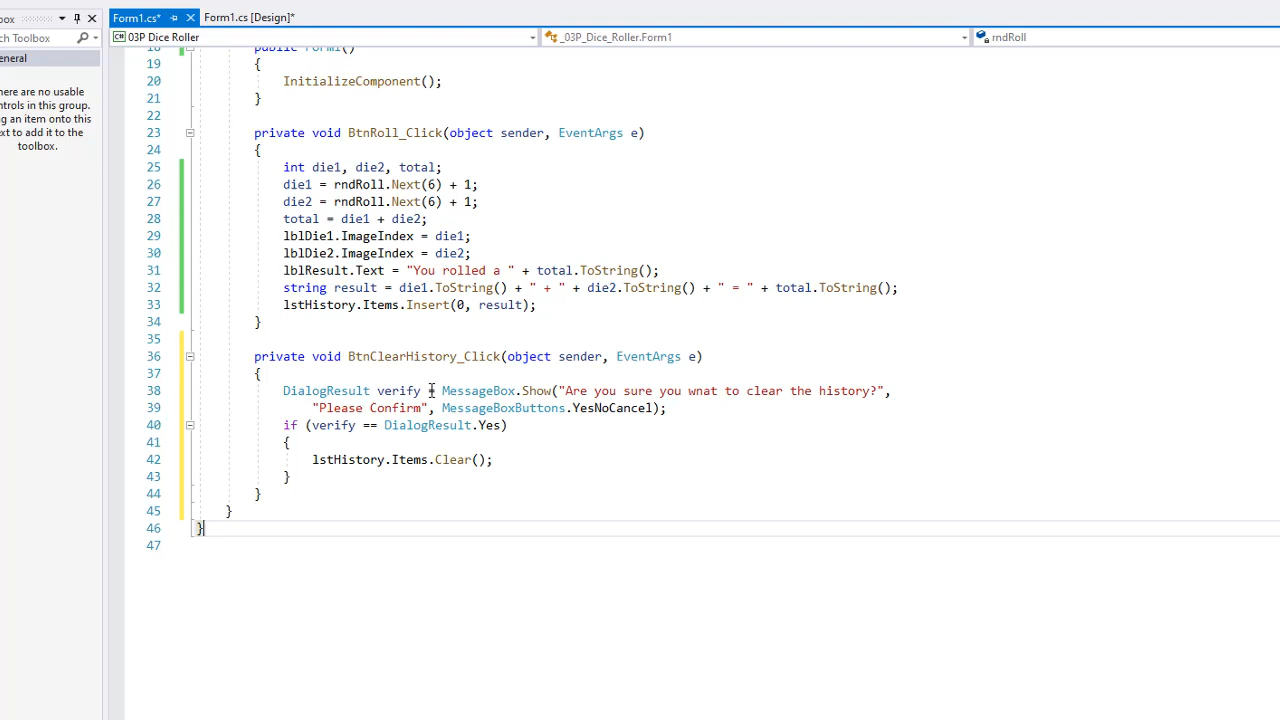 box
Form1.cs*
Form1.cs [Design]*
Search Toolbox
03P Dice Roller
_03P_Dice_Roller.Form1
rndRoll
General
There are no usable
controls in this group.
Drag an item onto this
text to add it to the
toolbox.
18 public Form1()
19 {
20 InitializeComponent();
21 }
22
23 private void BtnRoll_Click(object sender, EventArgs e)
24 {
25 int die1, die2, total;
26 die1 = rndRoll.Next(6) + 1;
27 die2 = rndRoll.Next(6) + 1;
28 total = die1 + die2;
29 lblDie1.ImageIndex = die1;
30 lblDie2.ImageIndex = die2;
31 lblResult.Text = "You rolled a " + total.ToString();
32 string result = die1.ToString() + " + " + die2.ToString() + " = " + total.ToString();
33 lstHistory.Items.Insert(0, result);
34 }
35
36 private void BtnClearHistory_Click(object sender, EventArgs e)
37 {
38 DialogResult verify = MessageBox.Show("Are you sure you wnat to clear the history?",
39 "Please Confirm", MessageBoxButtons.YesNoCancel);
40 if (verify == DialogResult.Yes)
41 {
42 lstHistory.Items.Clear();
43 }
44 }
45 }
46 }
47